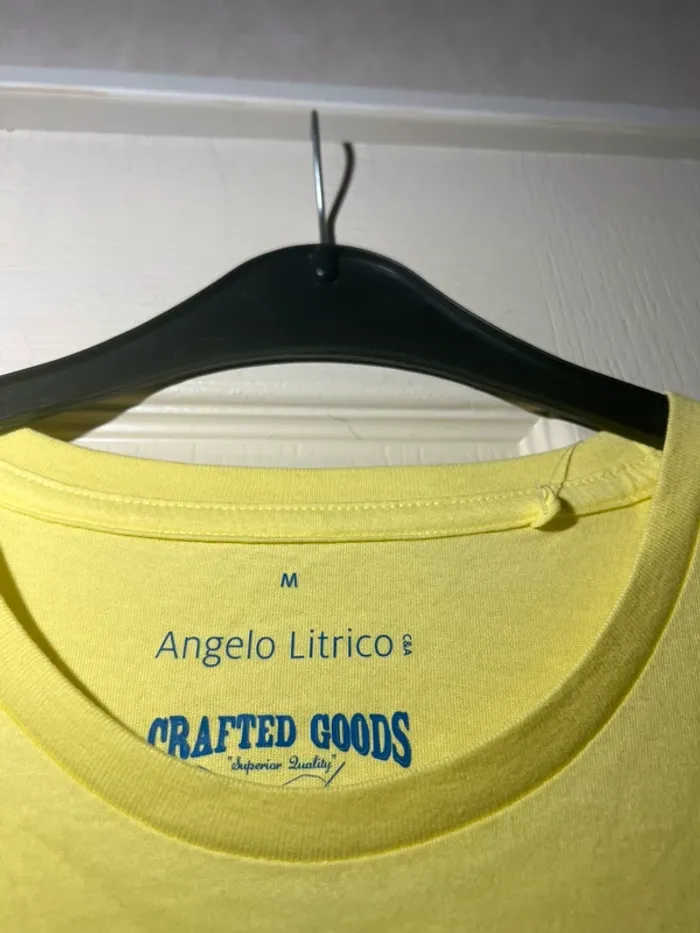 M
Angelo Litrico C&A
CRAFTED GOODS
"Superior Quality"